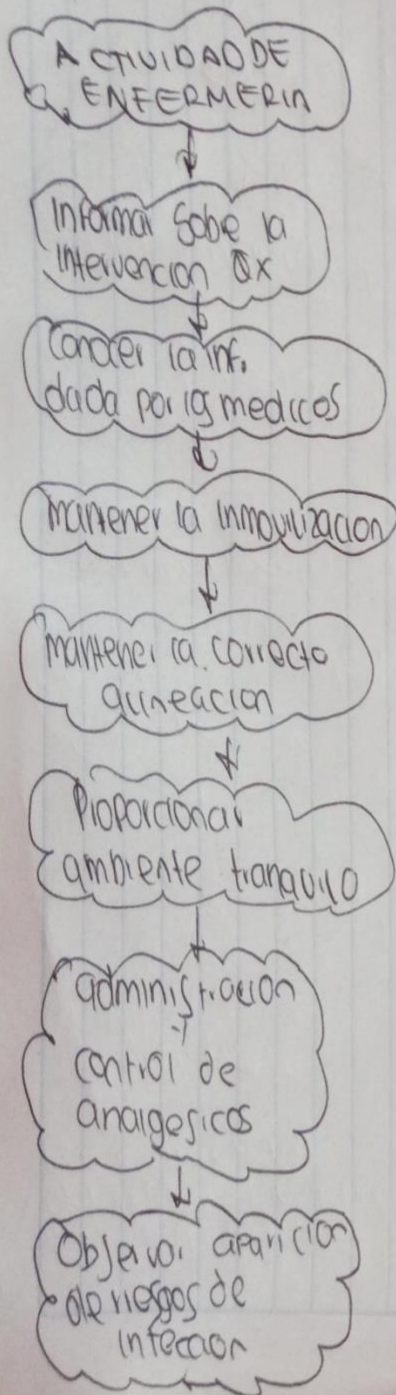 ACTIVIDAD DE
ENFERMERIA
Informar Sobe la
Intervencion Qx
Concler la inf.
dada por los medicos
mantener la inmovilizacion
mantener la correcta
alineacion
Proporcionar
ambiente tranquilo
administracion
y
control de
analgesicos
Observar aparicion
de riesgos de
infeccion